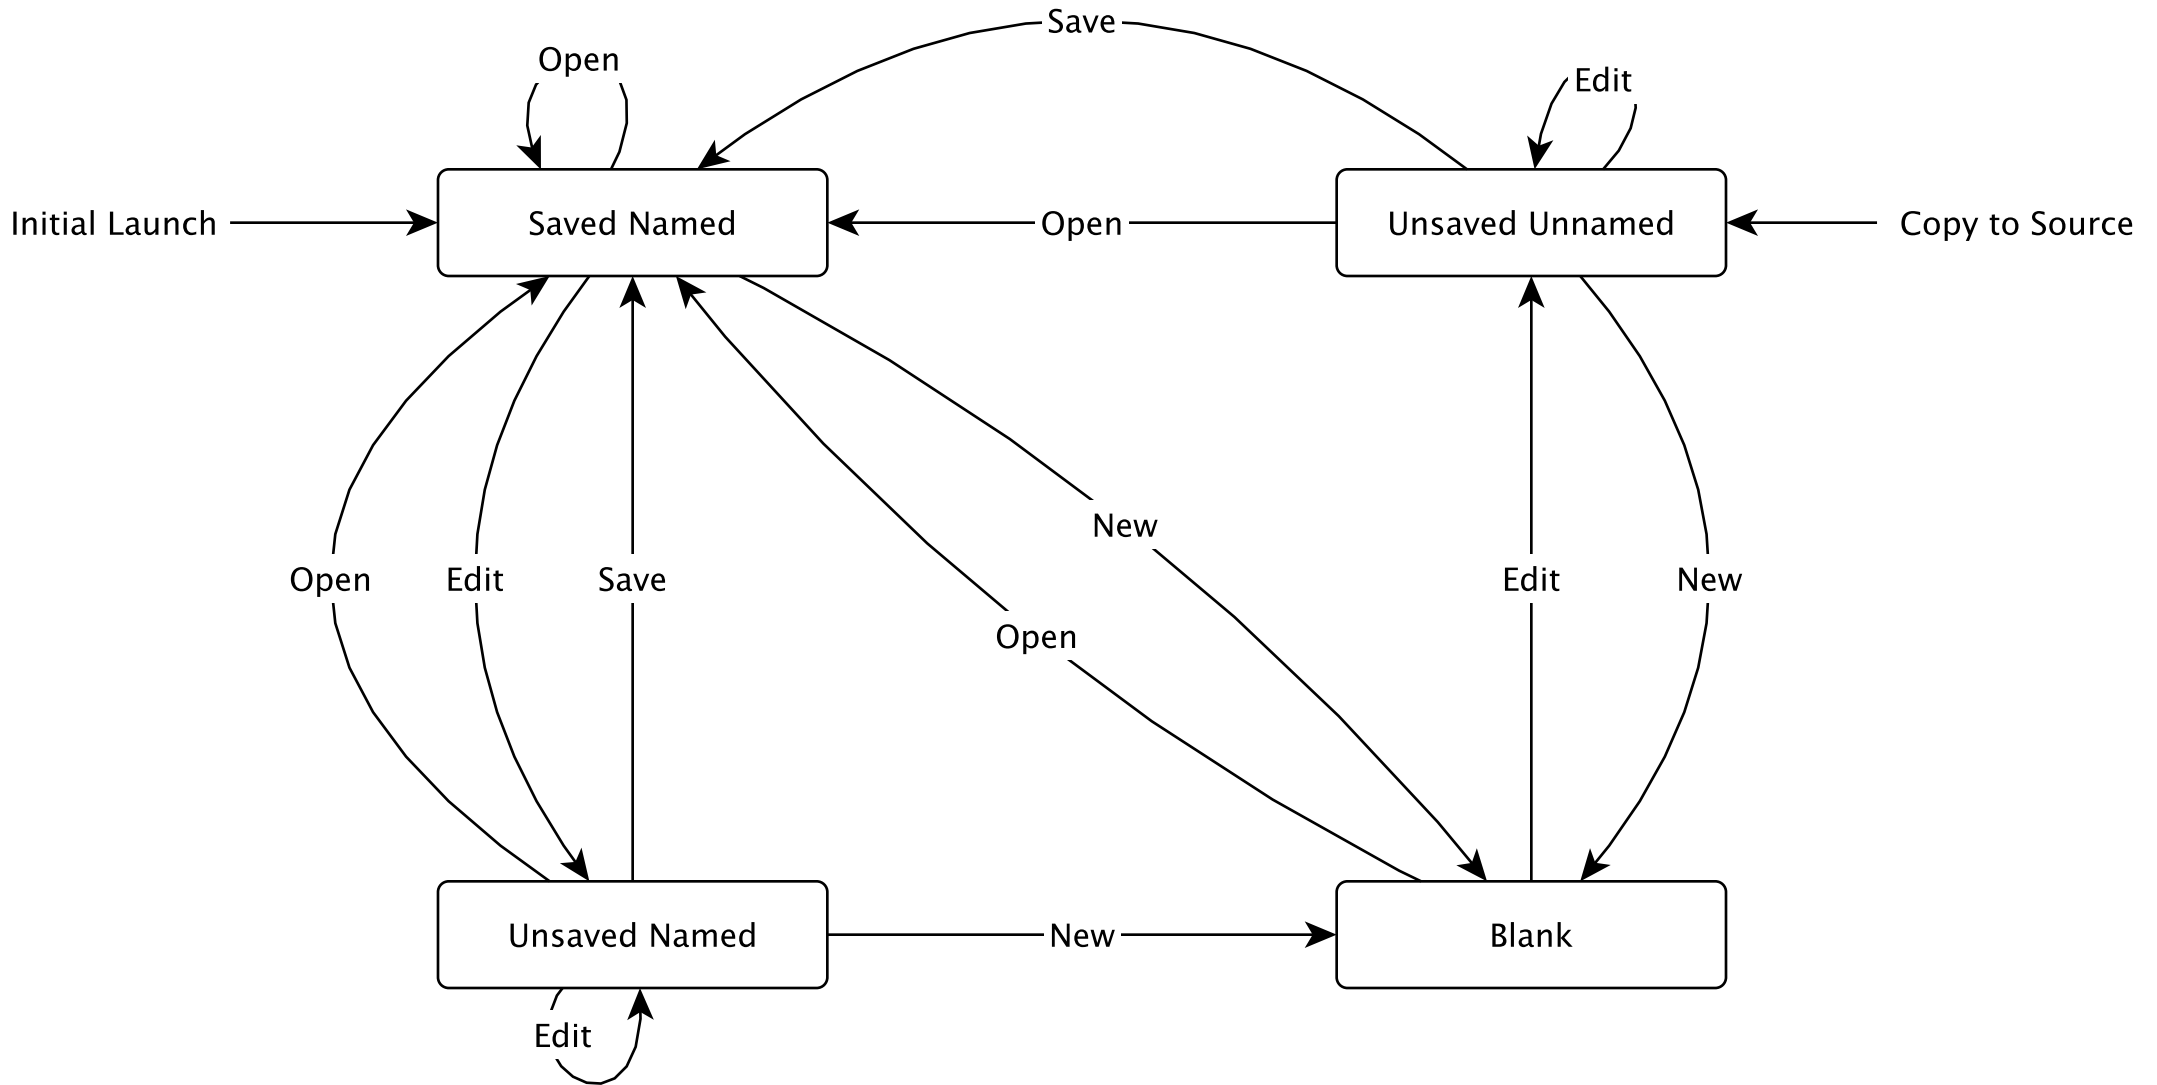 Save
Open
Edit
Initial Launch
Saved Named
Open
Unsaved Unnamed
Copy to Source
New
Open
Edit
Save
Edit
New
Open
Unsaved Named
New
Blank
Edit